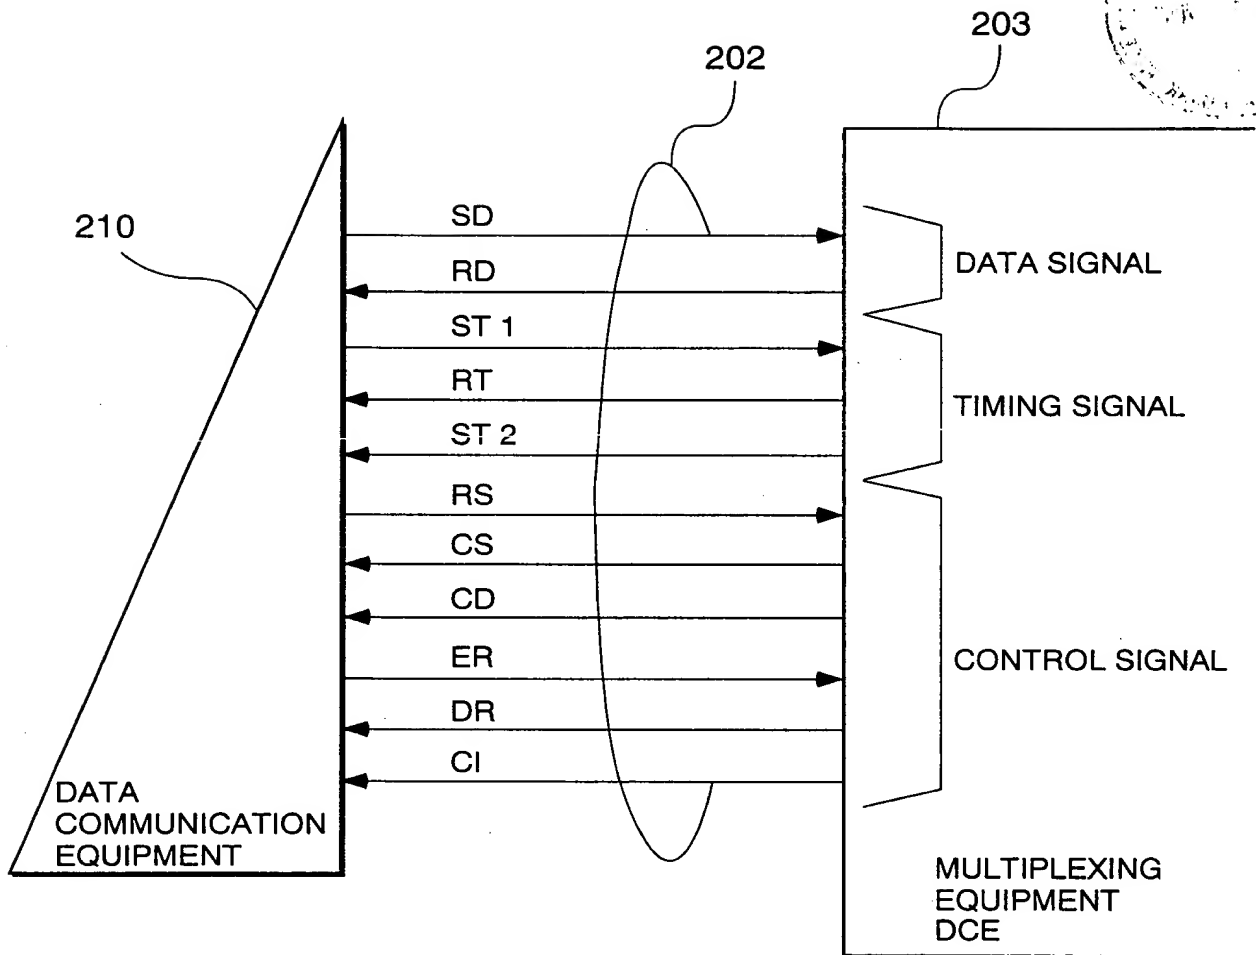 203
202
210
SD
RD
ST 1
RT
ST 2
RS
CS
CD
ER
DR
CI
DATA SIGNAL
TIMING SIGNAL
CONTROL SIGNAL
DATA
COMMUNICATION
EQUIPMENT
MULTIPLEXING
EQUIPMENT
DCE